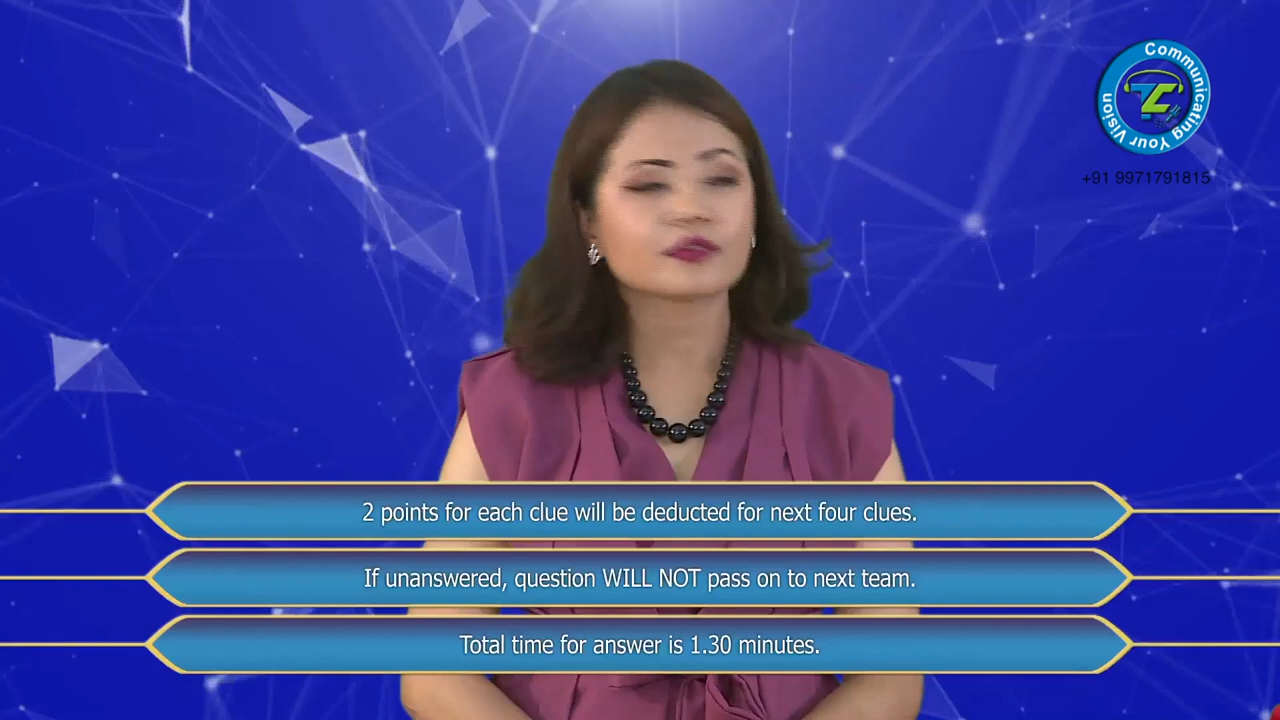 Communicating Your Vision
TC
+91 9971791815
2 points for each clue will be deducted for next four clues.
If unanswered, question WILL NOT pass on to next team.
Total time for answer is 1.30 minutes.